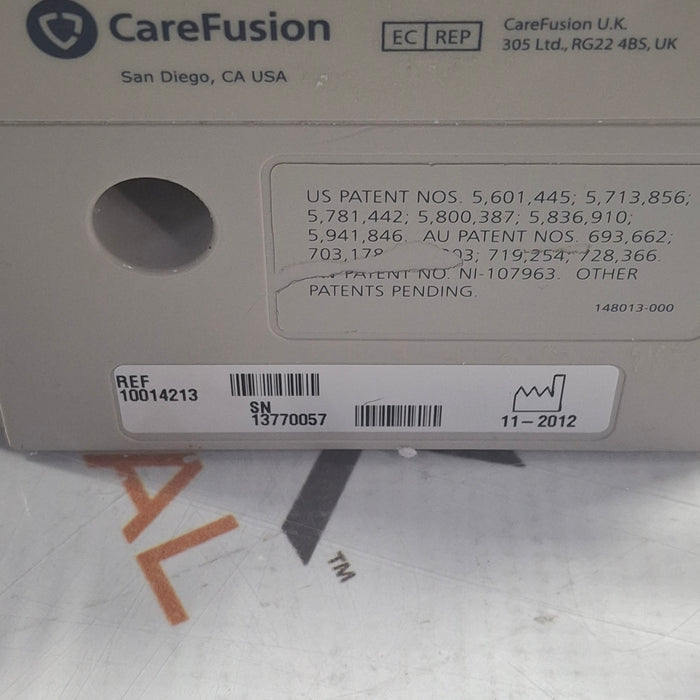 CareFusion
San Diego, CA USA
EC REP
CareFusion U.K.
305 Ltd., RG22 4BS, UK
US PATENT NOS. 5,601,445; 5,713,856;
5,781,442; 5,800,387; 5,836,910;
5,941,846. AU PATENT NOS. 693,662;
719,254; 728,366.
PATENT NO. NI-107963. OTHER
PATENTS PENDING.
148013-000
REF
10014213
SN
13770057
11-2012
AL
TM